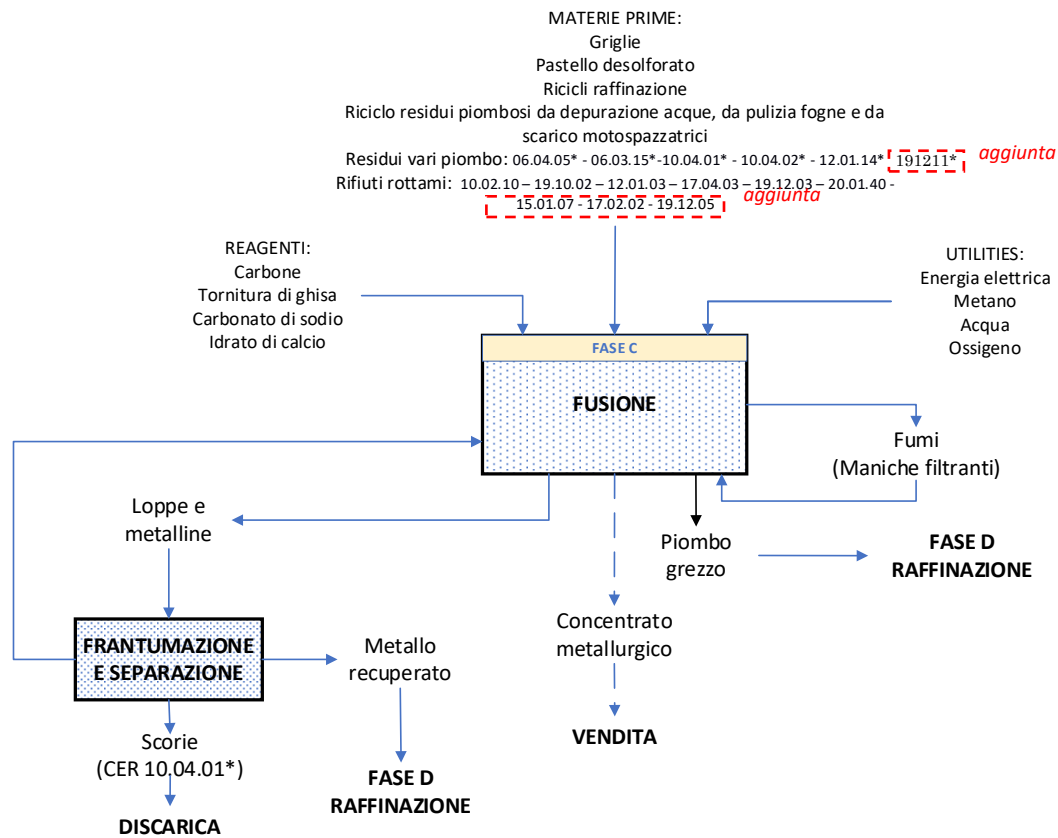 MATERIE PRIME:
Griglie
Pastello desolforato
Ricicli raffinazione
Riciclo residui piombosi da depurazione acque, da pulizia fogne e da
scarico motospazzatrici
Residui vari piombo: 06.04.05* - 06.03.15* -10.04.01* - 10.04.02* - 12.01.14* 191211* aggiunta
Rifiuti rottami: 10.02.10 – 19.10.02 – 12.01.03 – 17.04.03 – 19.12.03 – 20.01.40 -
15.01.07 - 17.02.02 - 19.12.05 aggiunta
REAGENTI:
Carbone
Tornitura di ghisa
Carbonato di sodio
Idrato di calcio
UTILITIES:
Energia elettrica
Metano
Acqua
Ossigeno
FASE C
FUSIONE
Fumi
(Maniche filtranti)
Loppe e
metalline
Piombo
grezzo
FASE D
RAFFINAZIONE
Concentrato
metallurgico
FRANTUMAZIONE
E SEPARAZIONE
Metallo
recuperato
VENDITA
Scorie
(CER 10.04.01*)
FASE D
RAFFINAZIONE
DISCARICA